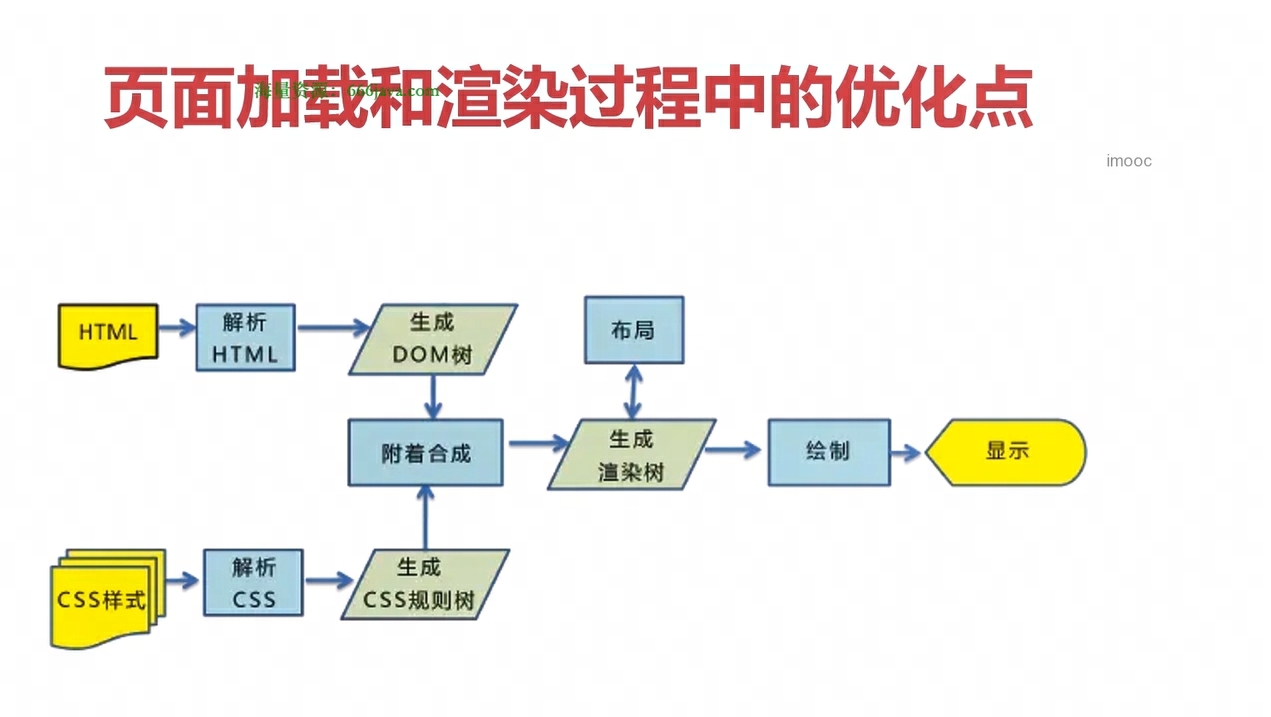 页面加载和渲染过程中的优化点
海量资源：666java.com
imooc
HTML
解析
HTML
生成
DOM树
布局
附着合成
生成
渲染树
绘制
显示
CSS样式
解析
CSS
生成
CSS规则树